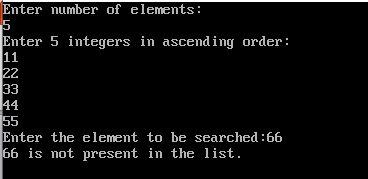 Enter number of elements:
5
Enter 5 integers in ascending order:
11
22
33
44
55
Enter the element to be searched:66
66 is not present in the list.